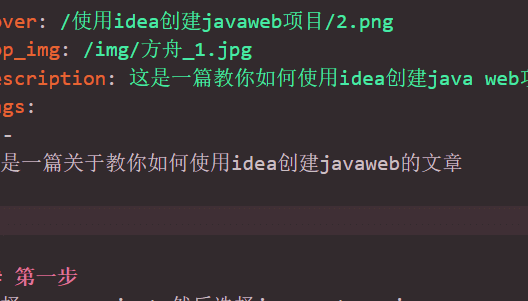 over: /使用idea创建javaweb项目/2.png
op_img: /img/方舟_1.jpg
escription: 这是一篇教你如何使用idea创建java web项
ags:
-
是一篇关于教你如何使用idea创建javaweb的文章
# 第一步